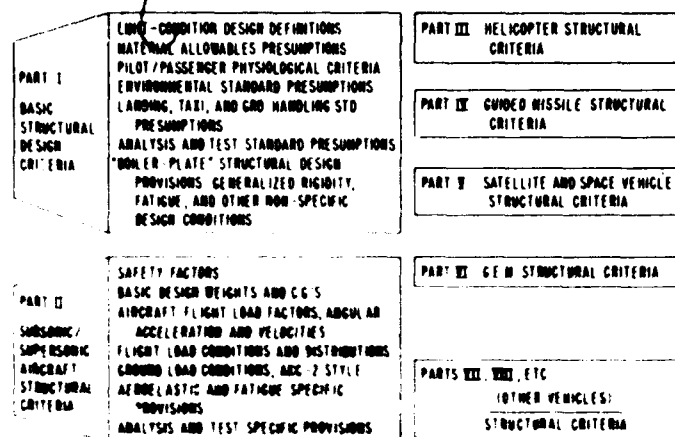 PART I
BASIC
STRUCTURAL
DESIGN
CRITERIA
LIMIT-CONDITION DESIGN DEFINITIONS
MATERIAL ALLOWABLES PRESUMPTIONS
PILOT/PASSENGER PHYSIOLOGICAL CRITERIA
ENVIRONMENTAL STANDARD PRESUMPTIONS
LANDING, TAXI, AND GRD HANDLING STD
PRESUMPTIONS
ANALYSIS AND TEST STANDARD PRESUMPTIONS
"BOILER-PLATE" STRUCTURAL DESIGN
PROVISIONS. GENERALIZED RIGIDITY,
FATIGUE, AND OTHER NON-SPECIFIC
DESIGN CONDITIONS
PART II
SUBSONIC/
SUPERSONIC
AIRCRAFT
STRUCTURAL
CRITERIA
SAFETY FACTORS
BASIC DESIGN WEIGHTS AND C G'S
AIRCRAFT FLIGHT LOAD FACTORS, ANGULAR
ACCELERATION AND VELOCITIES
FLIGHT LOAD CONDITIONS AND DISTRIBUTIONS
GROUND LOAD CONDITIONS, ANC-2 STYLE
AEROELASTIC AND FATIGUE SPECIFIC
PROVISIONS
ANALYSIS AND TEST SPECIFIC PROVISIONS
PART III HELICOPTER STRUCTURAL
CRITERIA
PART IV GUIDED MISSILE STRUCTURAL
CRITERIA
PART V SATELLITE AND SPACE VEHICLE
STRUCTURAL CRITERIA
PART VI G E M STRUCTURAL CRITERIA
PARTS VII, VIII, ETC
(OTHER VEHICLES)
STRUCTURAL CRITERIA